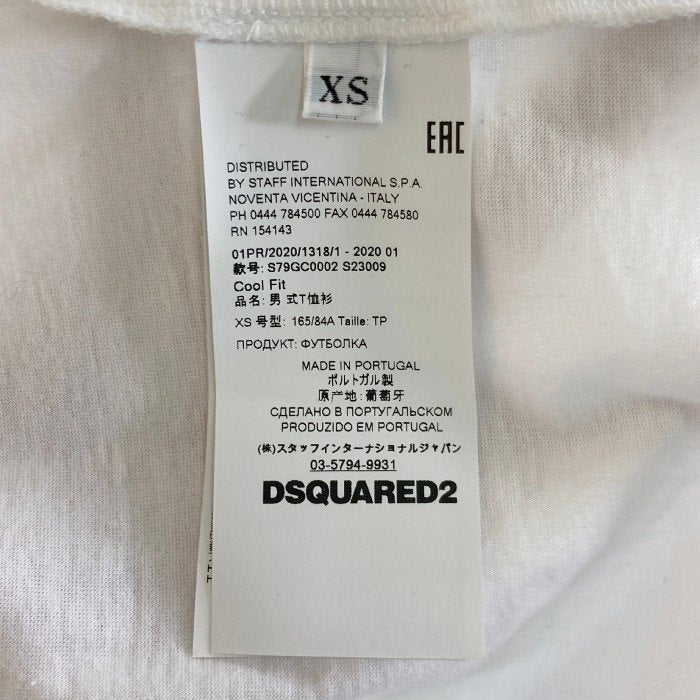 XS
EAC
DISTRIBUTED
BY STAFF INTERNATIONAL S.P.A.
NOVENTA VICENTINA - ITALY
PH 0444 784500 FAX 0444 784580
RN 154143
01PR/2020/1318/1 - 2020 01
款号: S79GC0002 S23009
Cool Fit
品名: 男 式T恤衫
XS 号型: 165/84A Taille: TP
ПРОДУКТ: ФУТБОЛКА
MADE IN PORTUGAL
ポルトガル製
原产地: 葡萄牙
СДЕЛАНО В ПОРТУГАЛЬСКОМ
PRODUZIDO EM PORTUGAL
(株)スタッフインターナショナルジャパン
03-5794-9931
DSQUARED2